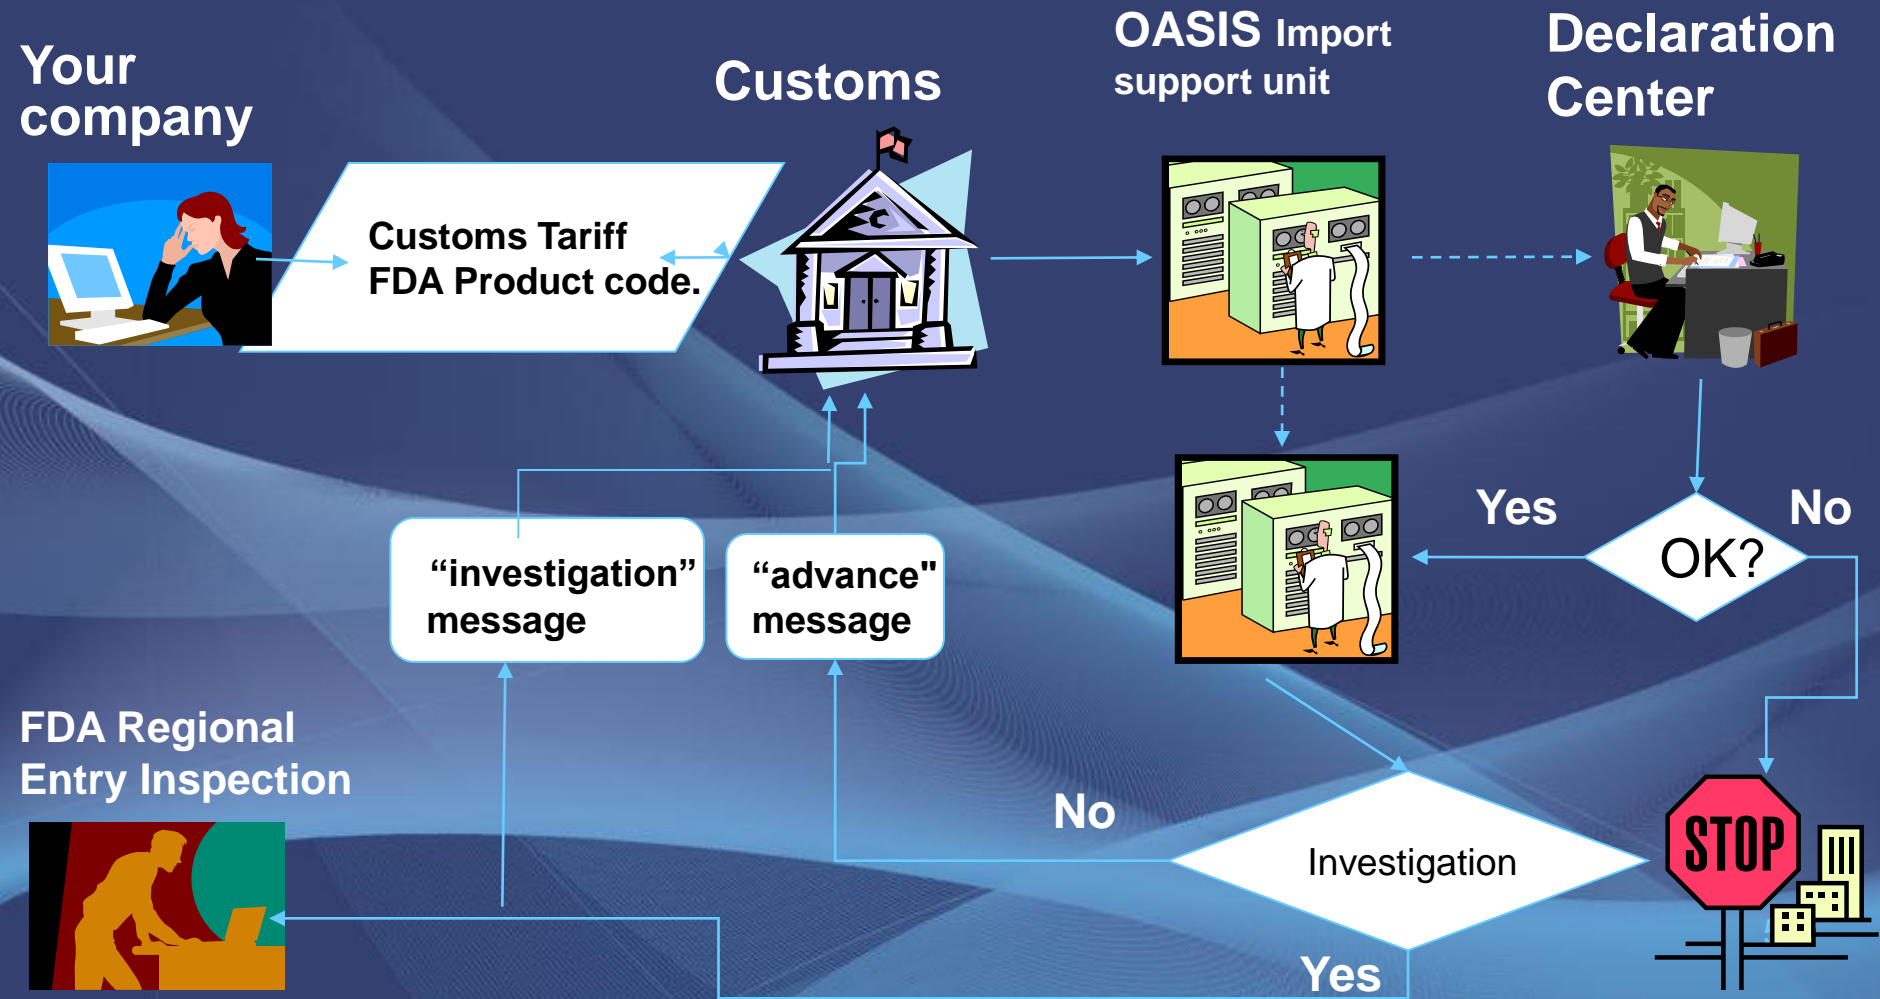 Your
company
Customs
OASIS Import
support unit
Declaration
Center
Customs Tariff
FDA Product code.
Yes
No
OK?
“investigation”
message
“advance"
message
FDA Regional
Entry Inspection
No
Investigation
STOP
Yes